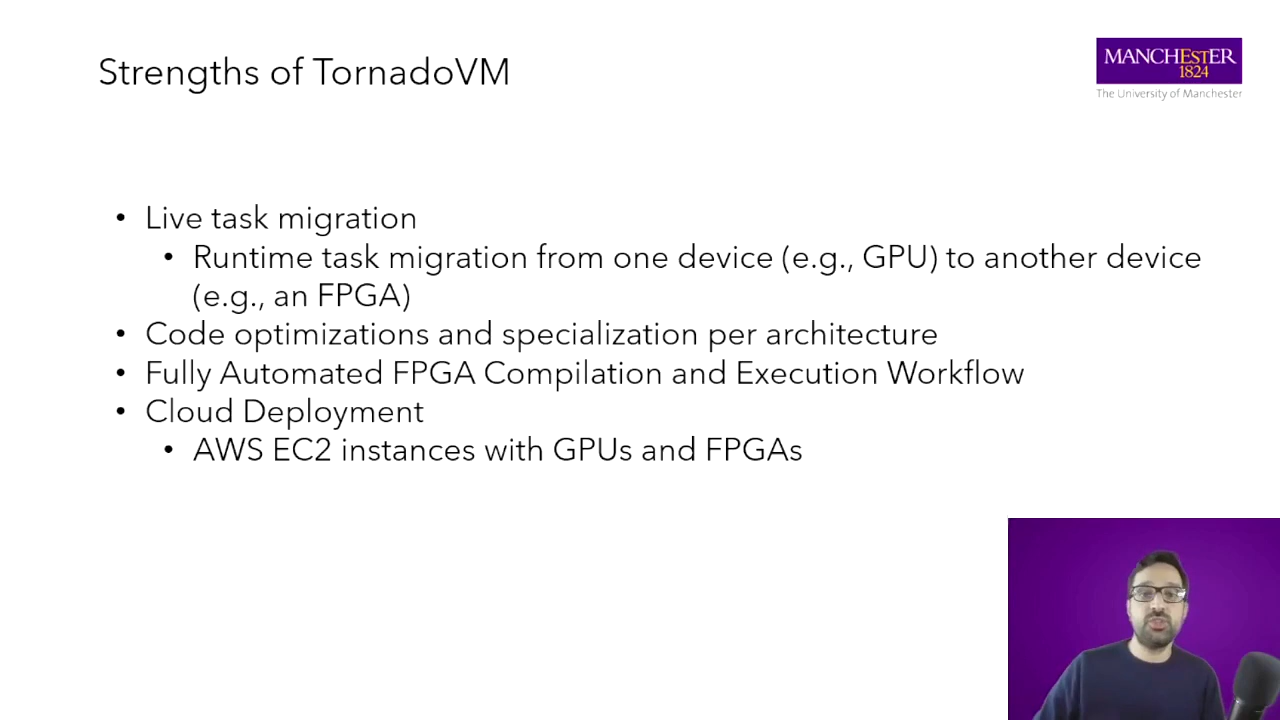 Strengths of TornadoVM
MANCHESTER
1824
The University of Manchester
• Live task migration
• Runtime task migration from one device (e.g., GPU) to another device
(e.g., an FPGA)
• Code optimizations and specialization per architecture
• Fully Automated FPGA Compilation and Execution Workflow
• Cloud Deployment
• AWS EC2 instances with GPUs and FPGAs